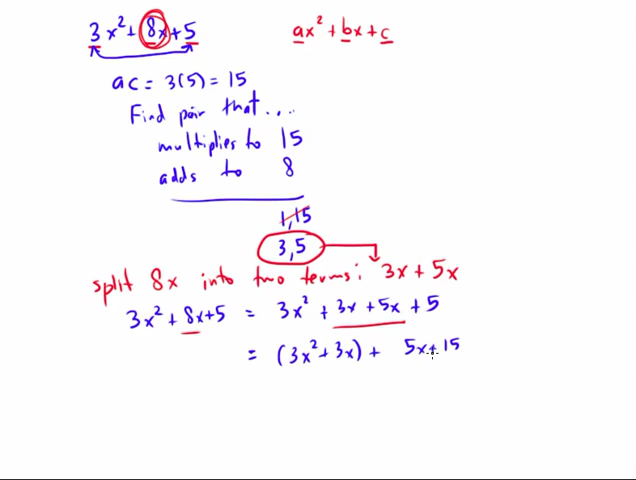 3x² + 8x + 5
ax² + bx + c
ac = 3(5) = 15
Find pair that...
multiplies to 15
adds to 8
1,15
3,5
split 8x into two terms: 3x + 5x
3x² + 8x + 5 = 3x² + 3x + 5x + 5
= (3x² + 3x) + 5x + 15